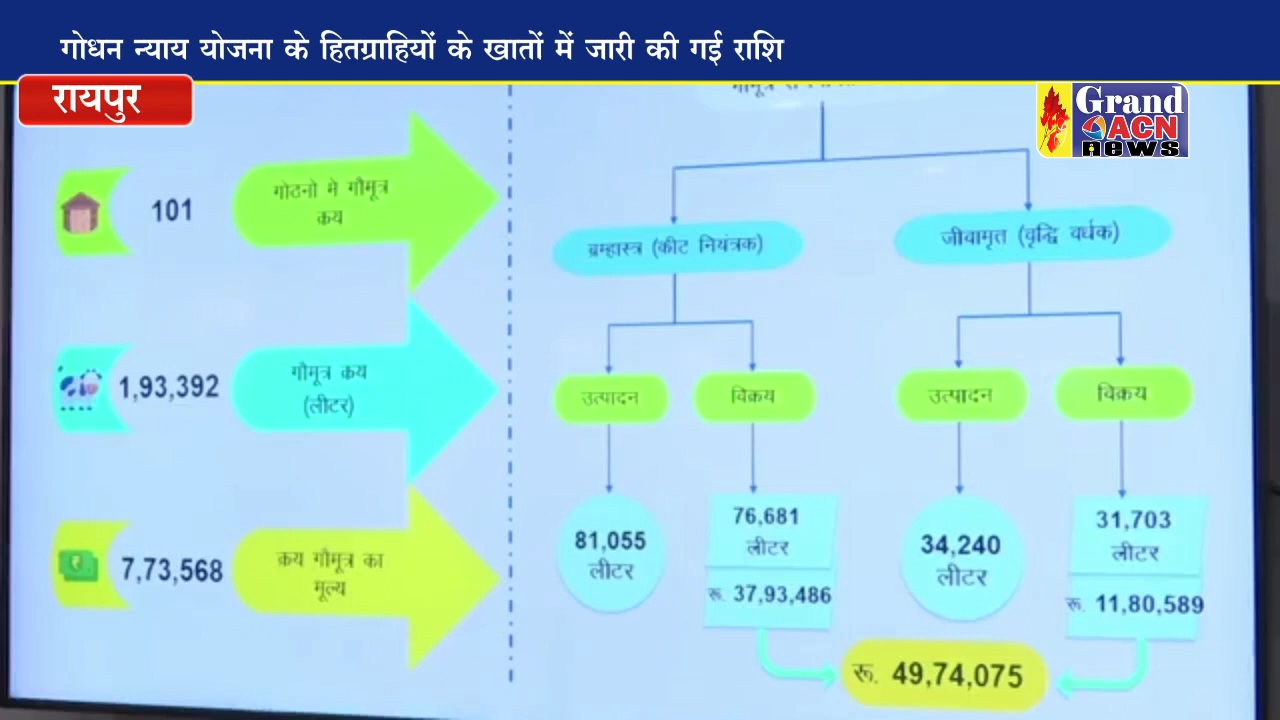 गोधन न्याय योजना के हितग्राहियों के खातों में जारी की गई राशि
रायपुर
Grand
ACN
news
101
गोठनो मे गौमूत्र
क्रय
1,93,392
गौमूत्र क्रय
(लीटर)
7,73,568
क्रय गौमूत्र का
मूल्य
ब्रम्हास्त्र (कीट नियंत्रक)
जीवामृत (वृद्धि वर्धक)
उत्पादन
विक्रय
उत्पादन
विक्रय
81,055
लीटर
76,681
लीटर
रू. 37,93,486
34,240
लीटर
31,703
लीटर
रू. 11,80,589
रू. 49,74,075